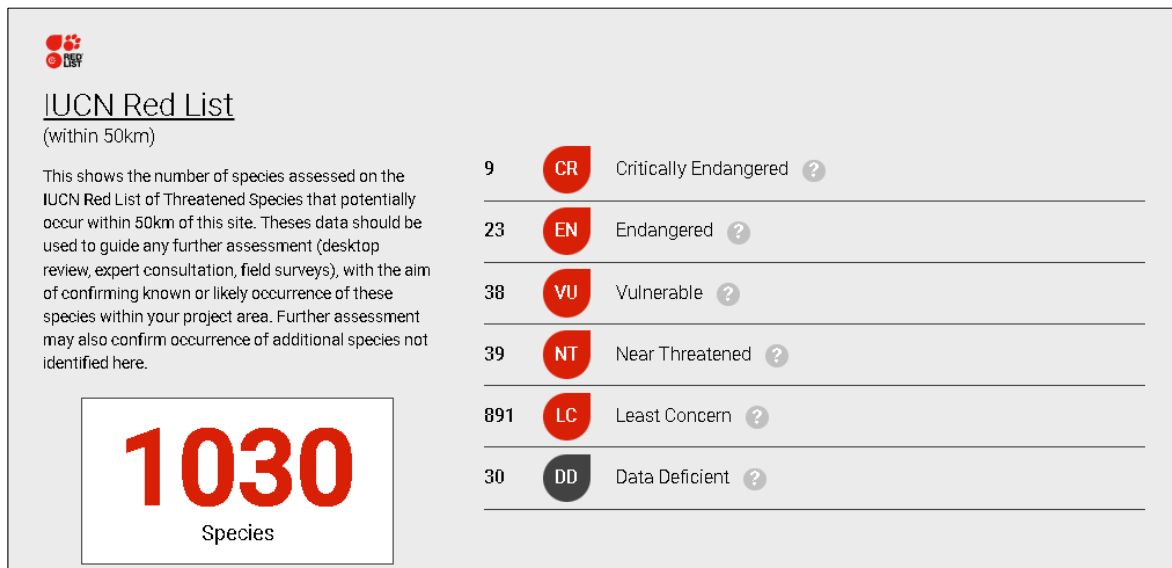 RED
LIST
IUCN Red List
(within 50km)
This shows the number of species assessed on the
IUCN Red List of Threatened Species that potentially
occur within 50km of this site. Theses data should be
used to guide any further assessment (desktop
review, expert consultation, field surveys), with the aim
of confirming known or likely occurrence of these
species within your project area. Further assessment
may also confirm occurrence of additional species not
identified here.
1030
Species
9 CR Critically Endangered ?
23 EN Endangered ?
38 VU Vulnerable ?
39 NT Near Threatened ?
891 LC Least Concern ?
30 DD Data Deficient ?